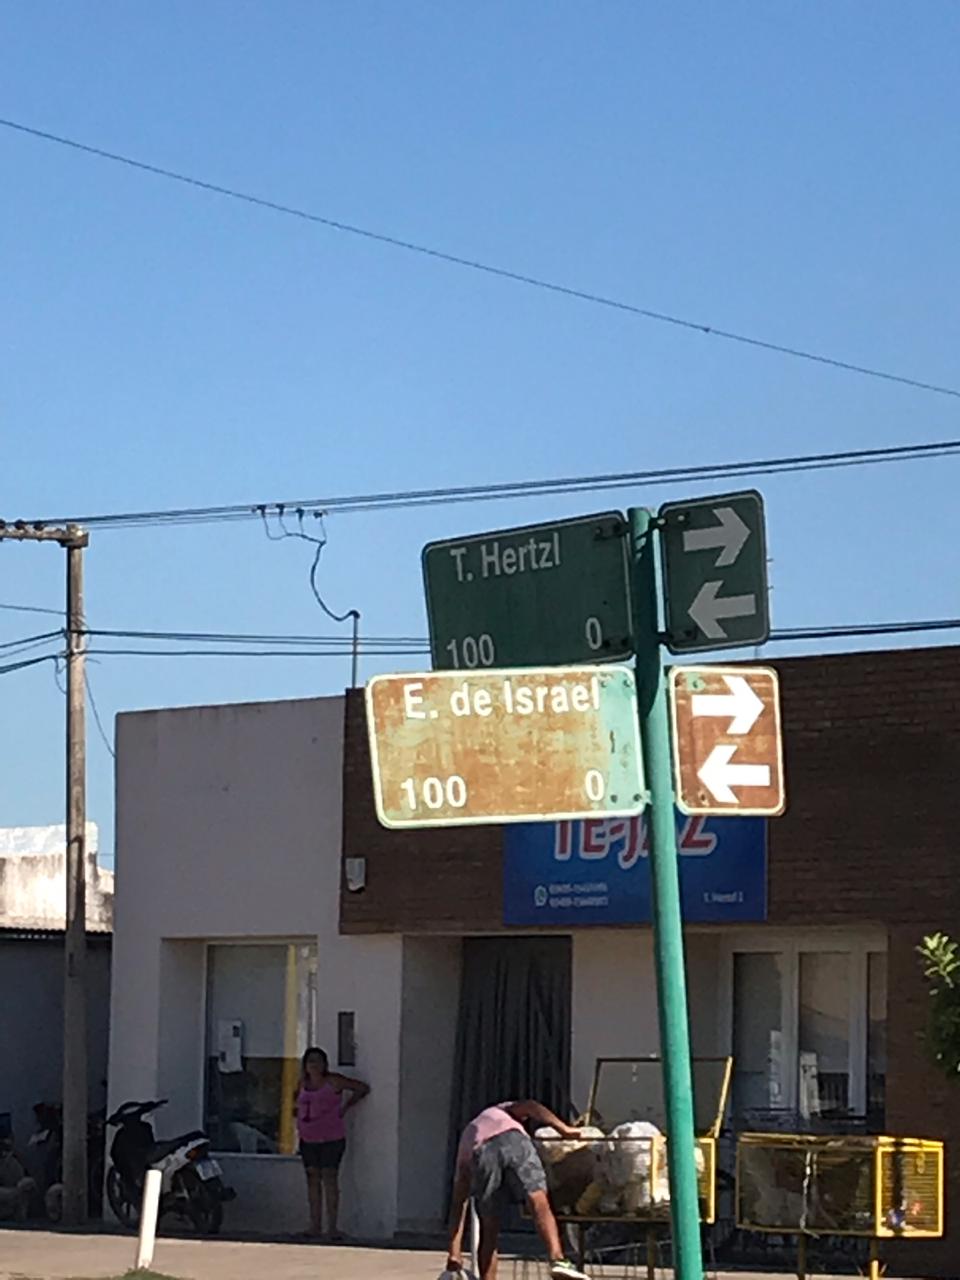 T. Hertzl
100 0
E. de Israel
100 0
TE-JAZ
T. Hertzl 1